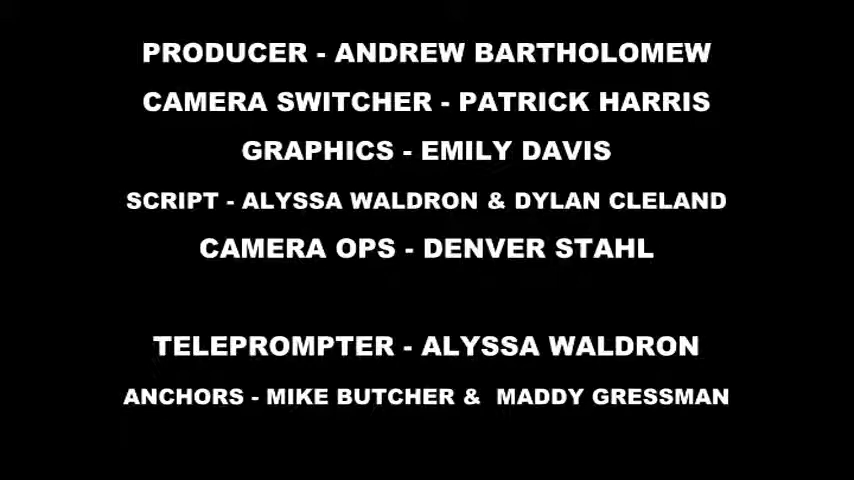 PRODUCER - ANDREW BARTHOLOMEW
CAMERA SWITCHER - PATRICK HARRIS
GRAPHICS - EMILY DAVIS
SCRIPT - ALYSSA WALDRON & DYLAN CLELAND
CAMERA OPS - DENVER STAHL
TELEPROMPTER - ALYSSA WALDRON
ANCHORS - MIKE BUTCHER &  MADDY GRESSMAN